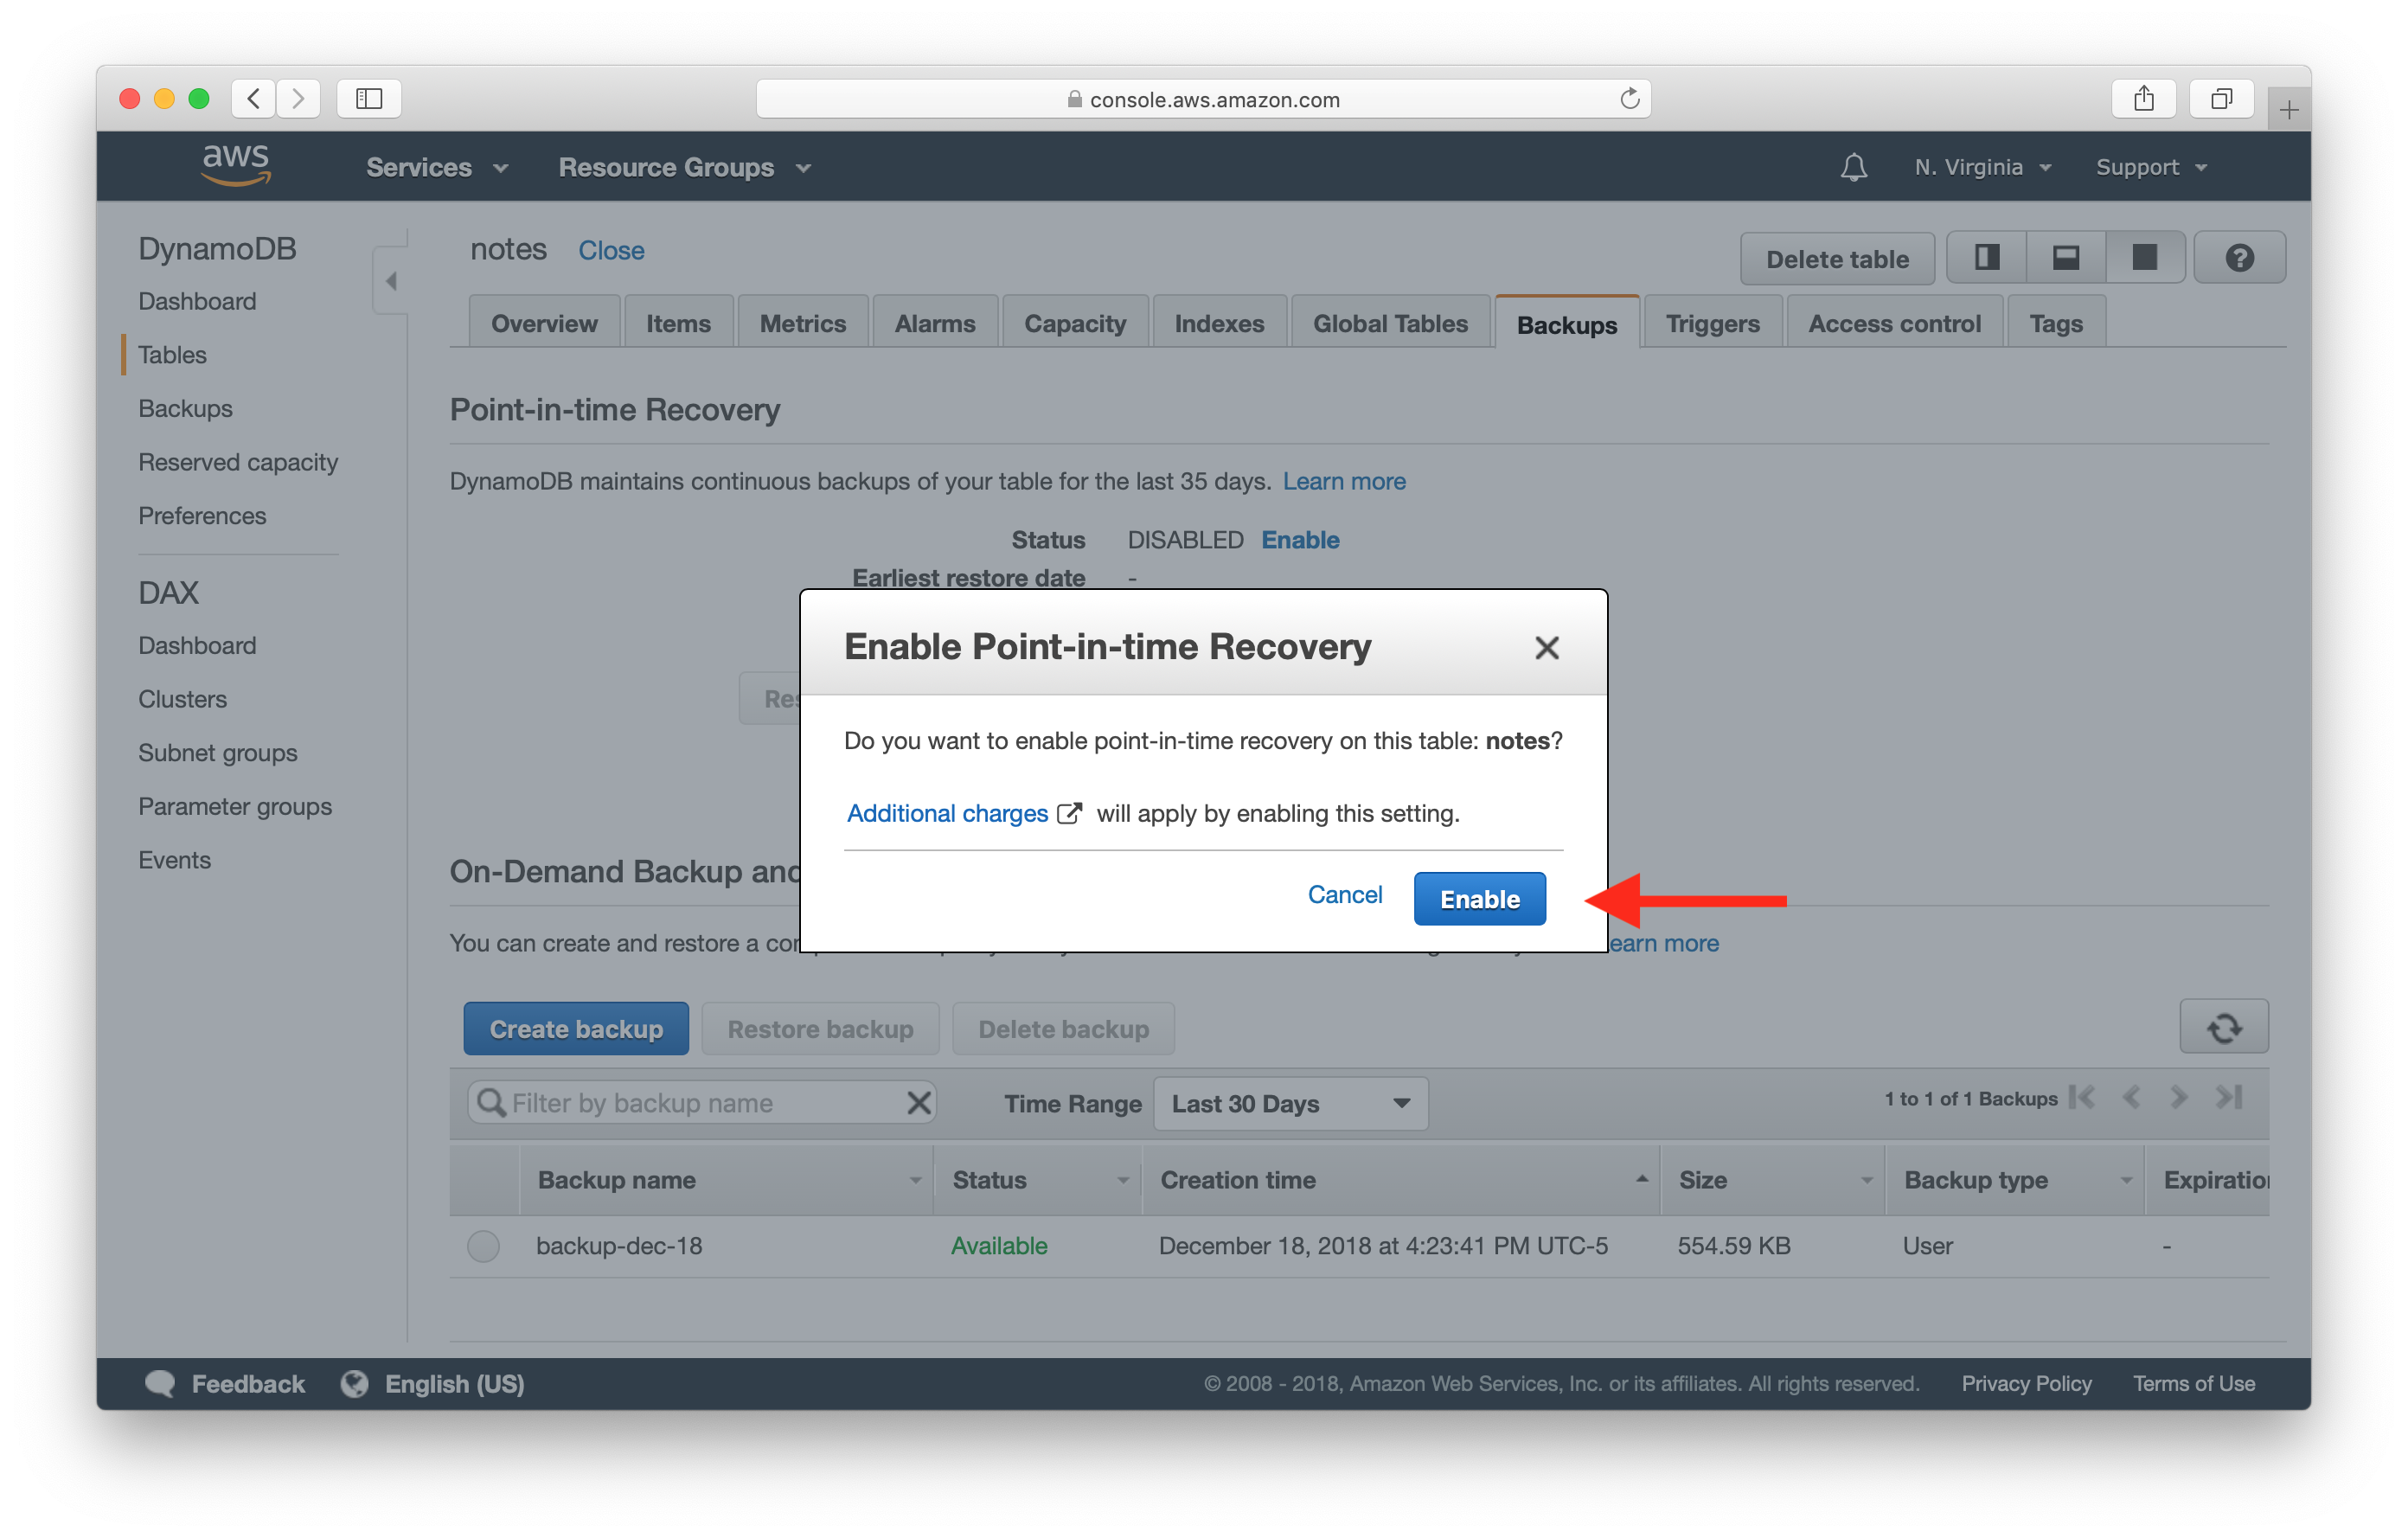 console.aws.amazon.com
aws Services Resource Groups N. Virginia Support
DynamoDB
Dashboard
Tables
Backups
Reserved capacity
Preferences
DAX
Dashboard
Clusters
Subnet groups
Parameter groups
Events
notes Close Delete table
Overview Items Metrics Alarms Capacity Indexes Global Tables Backups Triggers Access control Tags
Point-in-time Recovery
DynamoDB maintains continuous backups of your table for the last 35 days. Learn more
Status DISABLED Enable
Earliest restore date -
Enable Point-in-time Recovery
Do you want to enable point-in-time recovery on this table: notes?
Additional charges will apply by enabling this setting.
Cancel Enable
On-Demand Backup and
You can create and restore a earn more
Create backup Restore backup Delete backup
Filter by backup name Time Range Last 30 Days 1 to 1 of 1 Backups
Backup name Status Creation time Size Backup type
backup-dec-18 Available December 18, 2018 at 4:23:41 PM UTC-5 554.59 KB User -
Feedback English (US) © 2008 - 2018, Amazon Web Services, Inc. or its affiliates. All rights reserved. Privacy Policy Terms of Use